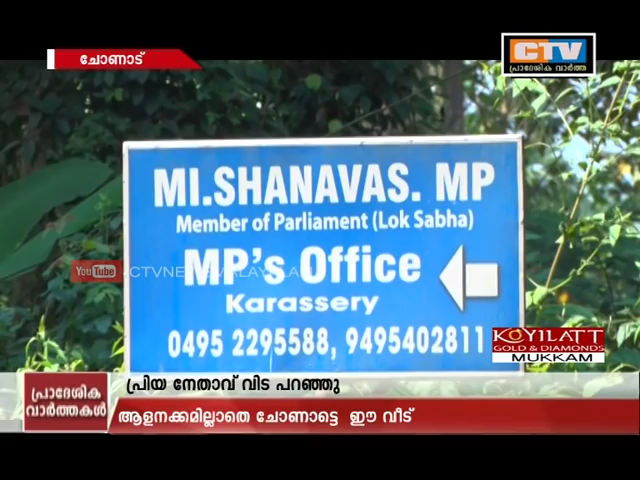 ചോണാട്
CTV
പ്രാദേശിക വാർത്ത
MI.SHANAVAS. MP
Member of Parliament (Lok Sabha)
MP's Office
Karassery
0495 2295588, 9495402811
YouTube
KOYILATT
GOLD & DIAMONDS
MUKKAM
പ്രാദേശിക
വാർത്തകൾ
പ്രിയ നേതാവ് വിട പറഞ്ഞു
ആളനക്കമില്ലാതെ ചോണാട്ടെ ഈ വീട്